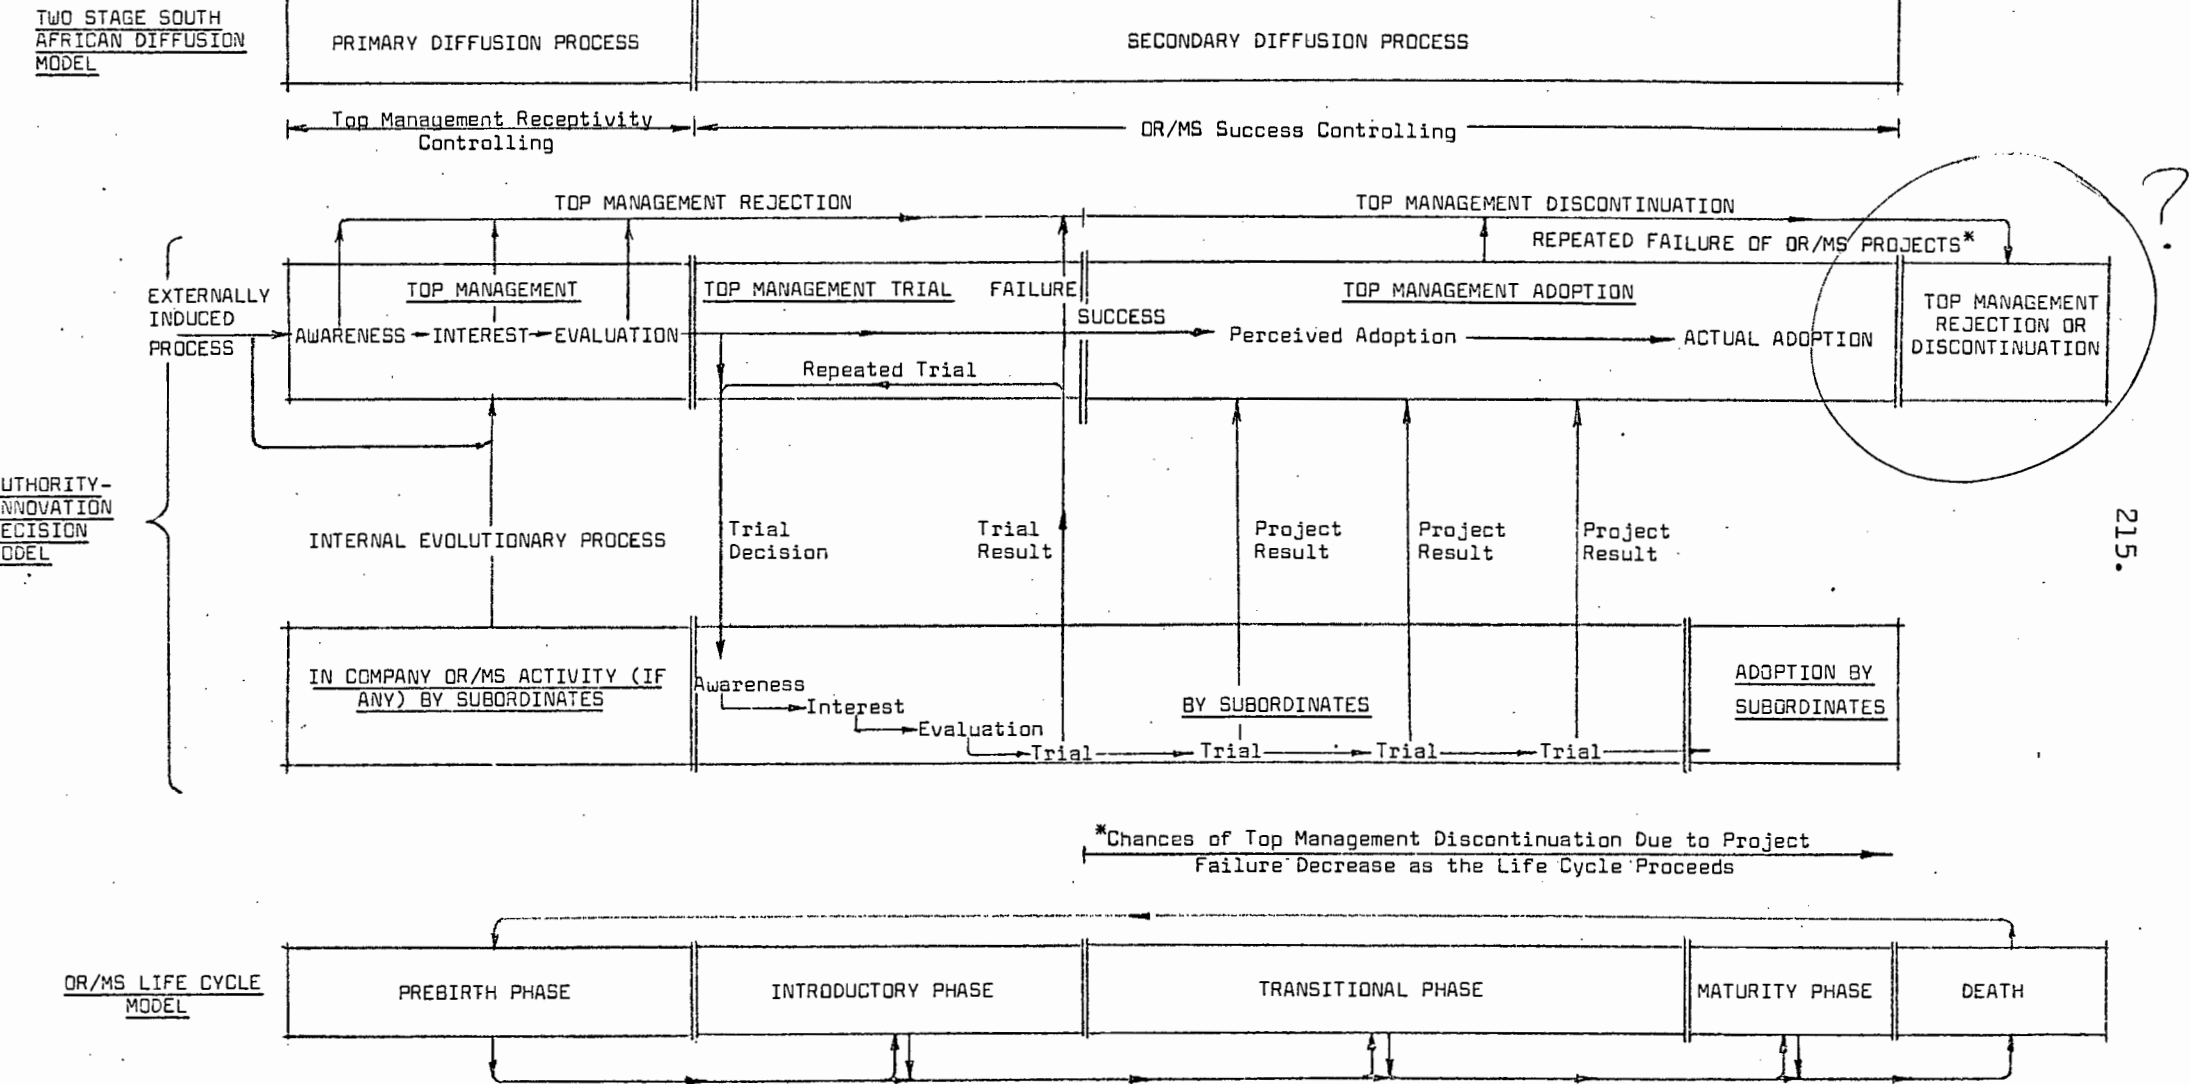 TWO STAGE SOUTH
AFRICAN DIFFUSION
MODEL
PRIMARY DIFFUSION PROCESS
SECONDARY DIFFUSION PROCESS
Top Management Receptivity
Controlling
OR/MS Success Controlling
?
TOP MANAGEMENT REJECTION
TOP MANAGEMENT DISCONTINUATION
REPEATED FAILURE OF OR/MS PROJECTS*
EXTERNALLY
INDUCED
PROCESS
TOP MANAGEMENT
AWARENESS
INTEREST
EVALUATION
TOP MANAGEMENT TRIAL
FAILURE
SUCCESS
Repeated Trial
TOP MANAGEMENT ADOPTION
Perceived Adoption
ACTUAL ADOPTION
TOP MANAGEMENT
REJECTION OR
DISCONTINUATION
UTHORITY-
NNOVATION
ECISION
ODEL
INTERNAL EVOLUTIONARY PROCESS
Trial
Decision
Trial
Result
Project
Result
Project
Result
Project
Result
215.
IN COMPANY OR/MS ACTIVITY (IF
ANY) BY SUBORDINATES
Awareness
Interest
Evaluation
Trial
Trial
Trial
Trial
BY SUBORDINATES
ADOPTION BY
SUBORDINATES
*Chances of Top Management Discontinuation Due to Project
Failure Decrease as the Life Cycle Proceeds
OR/MS LIFE CYCLE
MODEL
PREBIRTH PHASE
INTRODUCTORY PHASE
TRANSITIONAL PHASE
MATURITY PHASE
DEATH